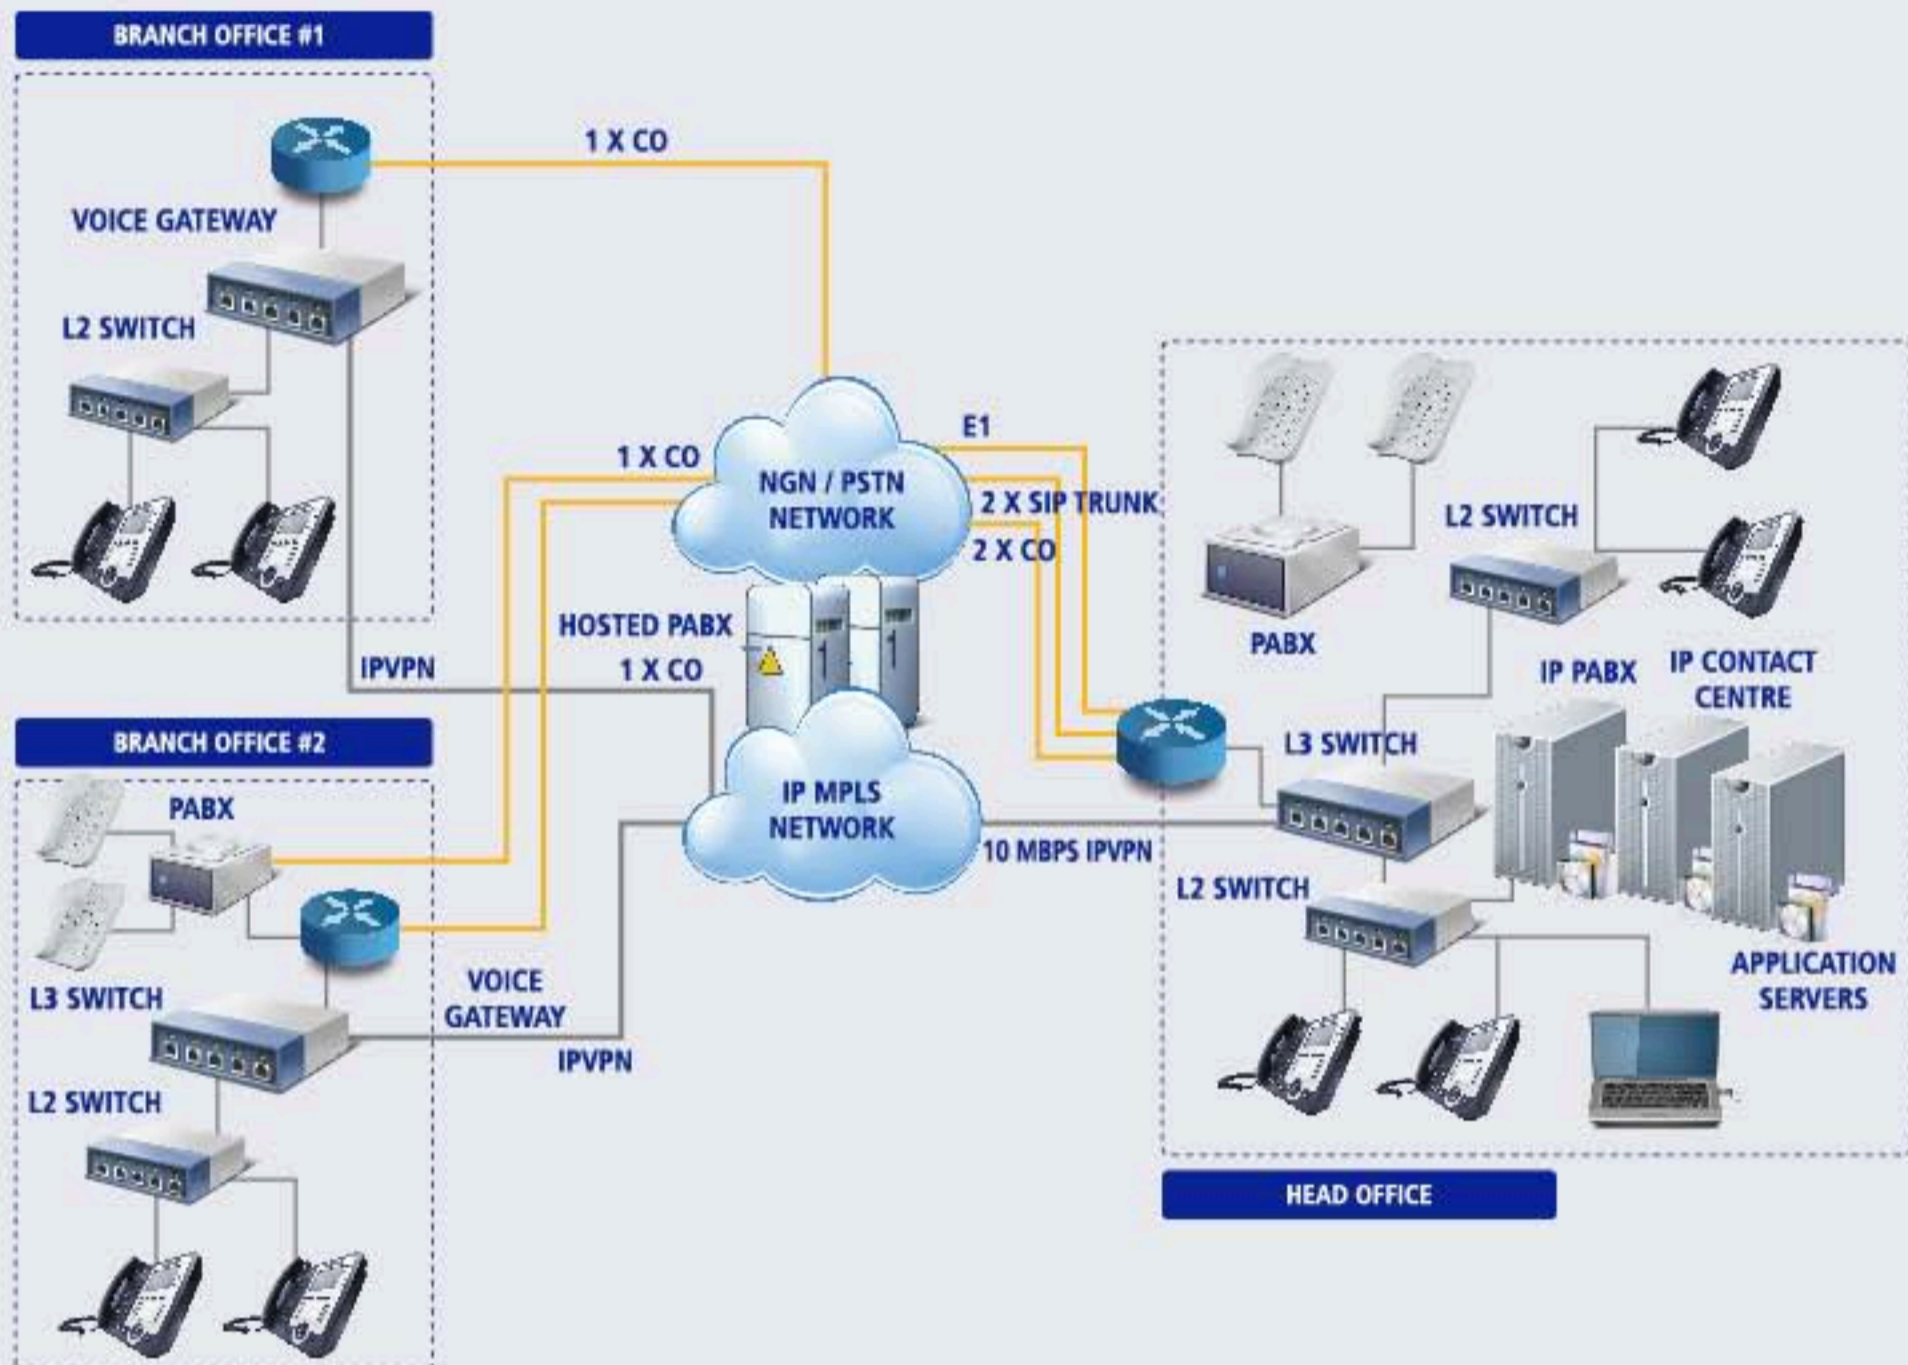 BRANCH OFFICE #1
1 X CO
VOICE GATEWAY
L2 SWITCH
E1
1 X CO
NGN / PSTN
NETWORK
2 X SIP TRUNK
2 X CO
L2 SWITCH
HOSTED PABX
PABX
1 X CO
IPVPN
IP PABX
IP CONTACT
CENTRE
BRANCH OFFICE #2
L3 SWITCH
PABX
IP MPLS
NETWORK
10 MBPS IPVPN
L2 SWITCH
APPLICATION
SERVERS
L3 SWITCH
VOICE
GATEWAY
IPVPN
L2 SWITCH
HEAD OFFICE